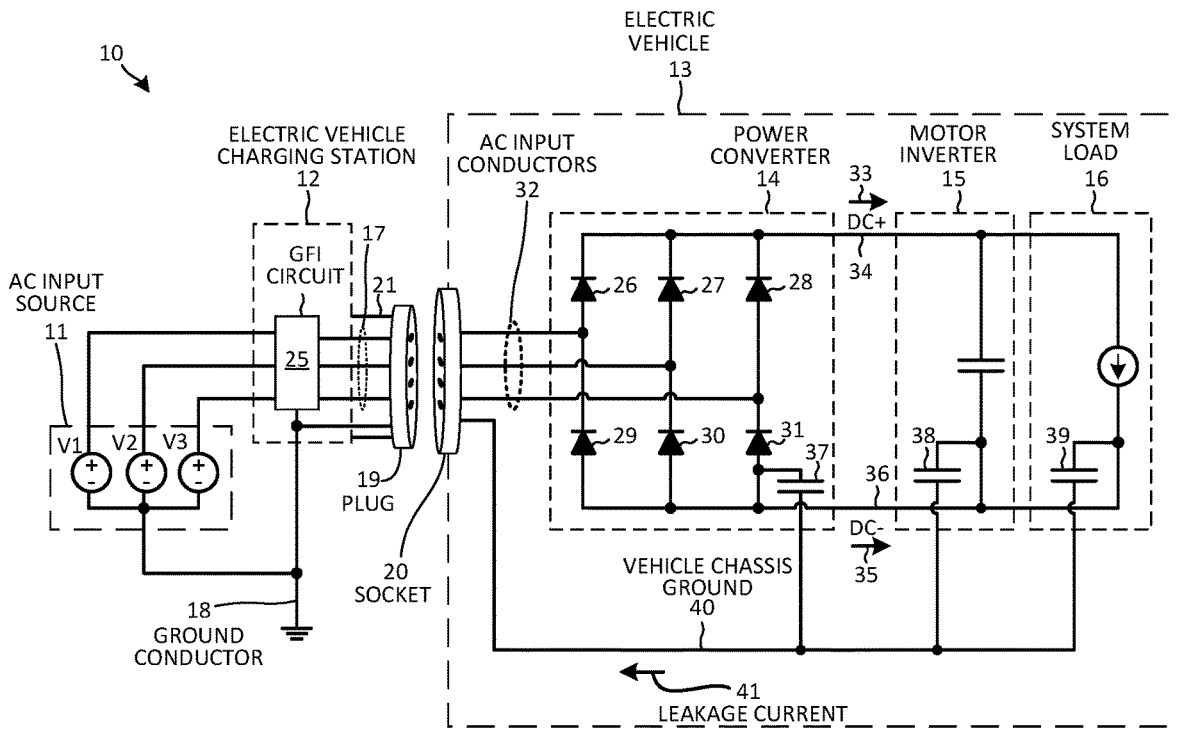 ELECTRIC
VEHICLE
13
10
ELECTRIC VEHICLE
CHARGING STATION
12
AC INPUT
CONDUCTORS
32
POWER
CONVERTER
14
33
DC+
34
MOTOR
INVERTER
15
SYSTEM
LOAD
16
AC INPUT
SOURCE
11
GFI
CIRCUIT
25
17
21
26
27
28
V1
V2
V3
+
-
+
-
+
-
29
30
31
37
38
39
19
PLUG
36
DC-
35
20
SOCKET
18
GROUND
CONDUCTOR
VEHICLE CHASSIS
GROUND
40
41
LEAKAGE CURRENT